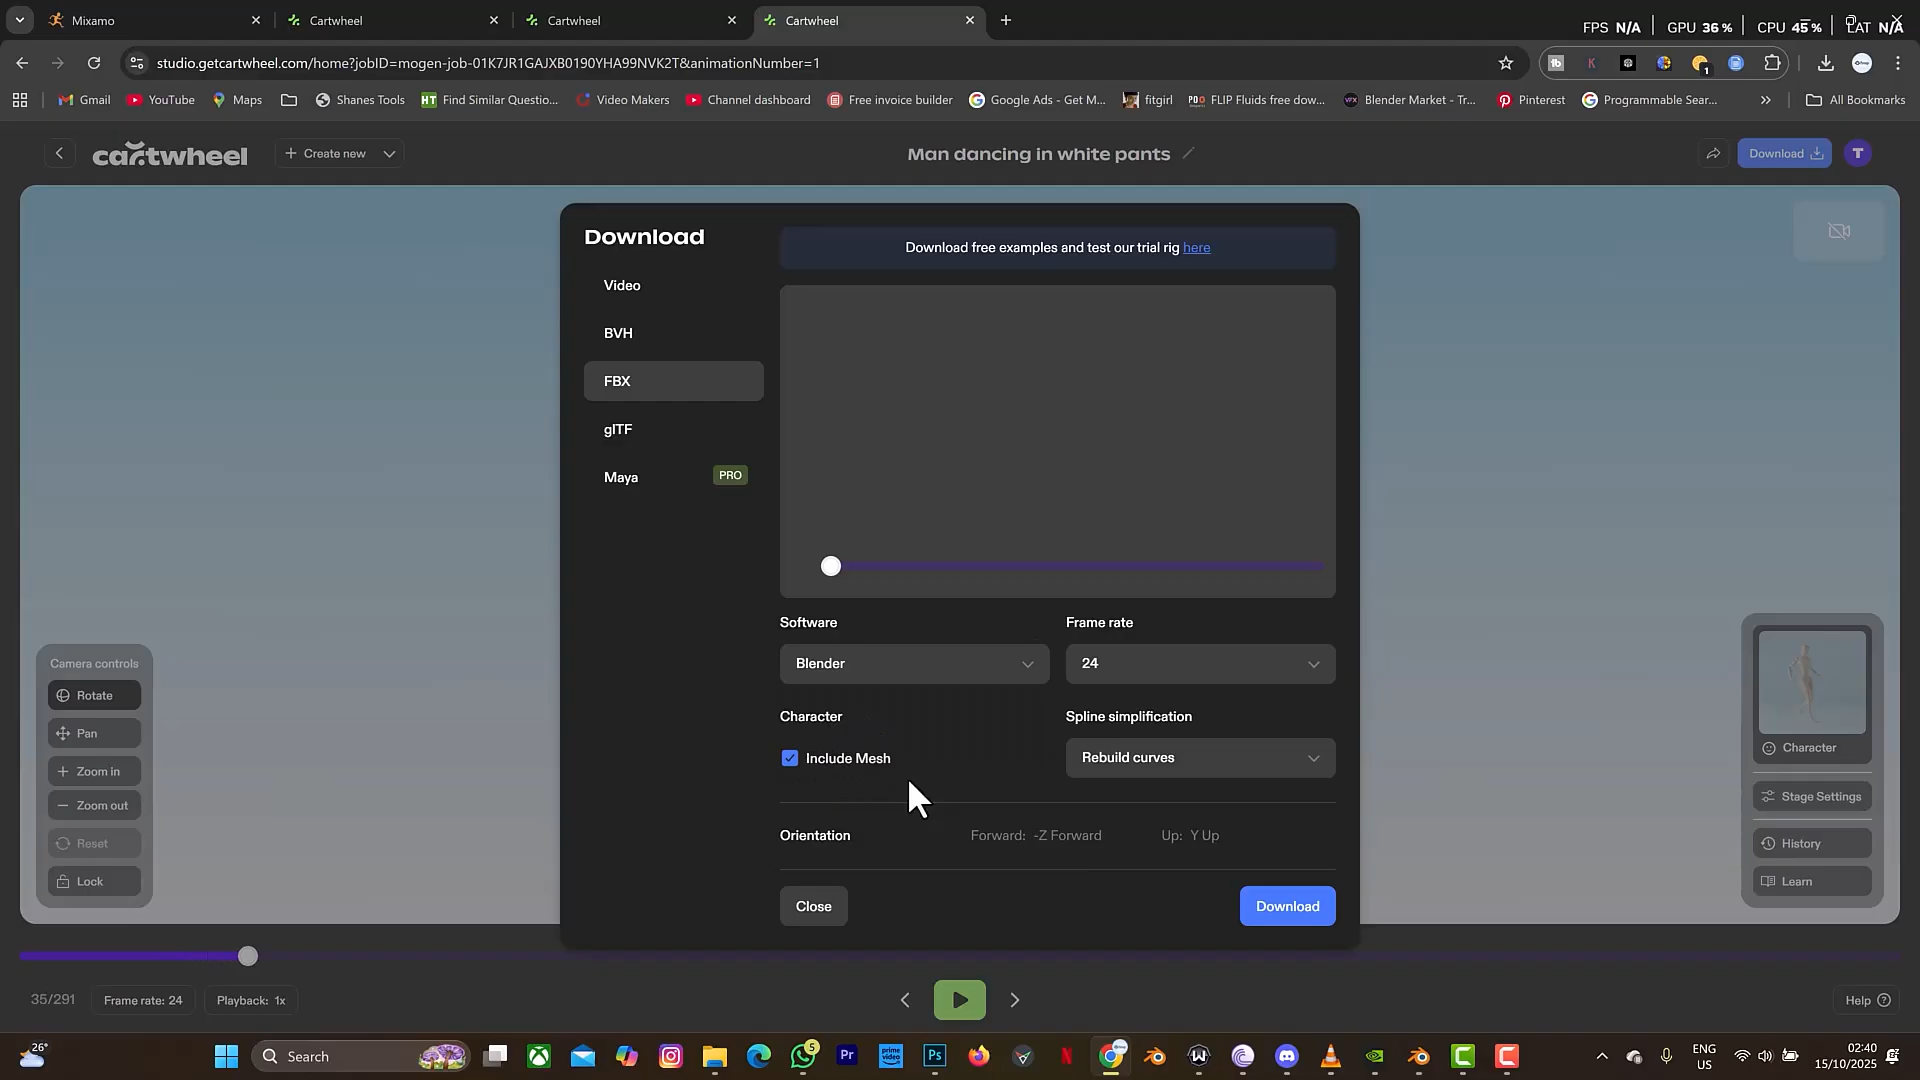 Mixamo
Cartwheel
Cartwheel
Cartwheel
FPS N/A
GPU 36 %
CPU 45 %
LAT N/A
studio.getcartwheel.com/home?jobID=mogen-job-01K7JR1GAJXB0190YHA99NVK2T&animationNumber=1
1
Gmail
YouTube
Maps
Shanes Tools
Find Similar Questio...
Video Makers
Channel dashboard
Free invoice builder
Google Ads - Get M...
fitgirl
FLIP Fluids free dow...
Blender Market - Tr...
Pinterest
Programmable Sear...
All Bookmarks
cartwheel
Create new
Man dancing in white pants
Download
T
Download
Download free examples and test our trial rig here
Video
BVH
FBX
glTF
Maya
PRO
Software
Frame rate
Blender
24
Character
Spline simplification
Include Mesh
Rebuild curves
Orientation
Forward: -Z Forward
Up: Y Up
Close
Download
Camera controls
Rotate
Pan
Zoom in
Zoom out
Reset
Lock
Character
Stage Settings
History
Learn
35/291
Frame rate: 24
Playback: 1x
Help
26°
Search
5
ENG
US
02:40
15/10/2025